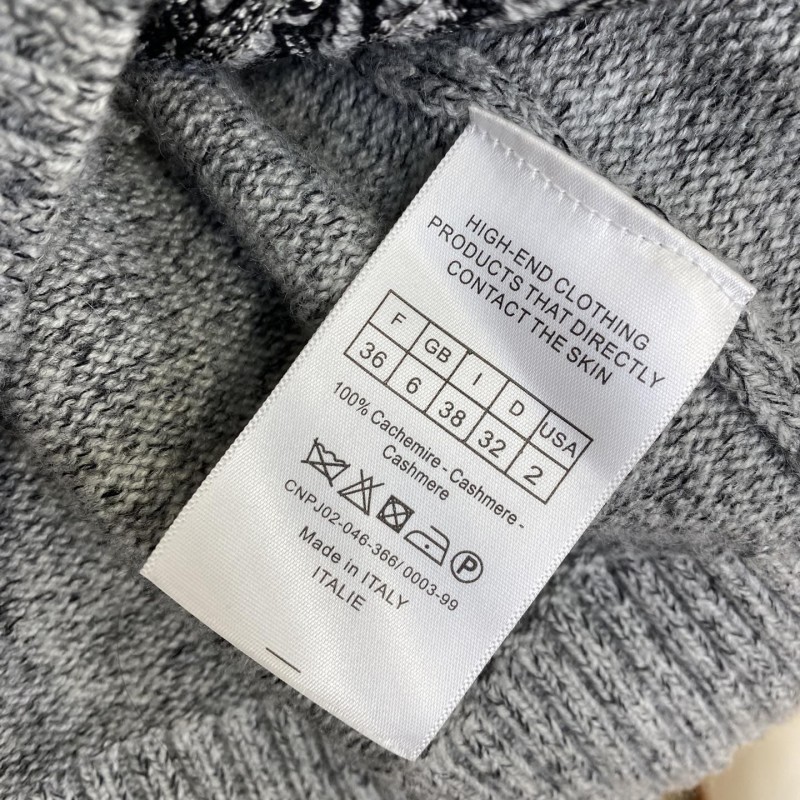 HIGH-END CLOTHING
PRODUCTS THAT DIRECTLY
CONTACT THE SKIN
F GB I D USA
36 6 38 32 2
100% Cachemire - Cashmere -
Cashmere
P
CNPJ02-046-366/0003-99
Made in ITALY
ITALIE